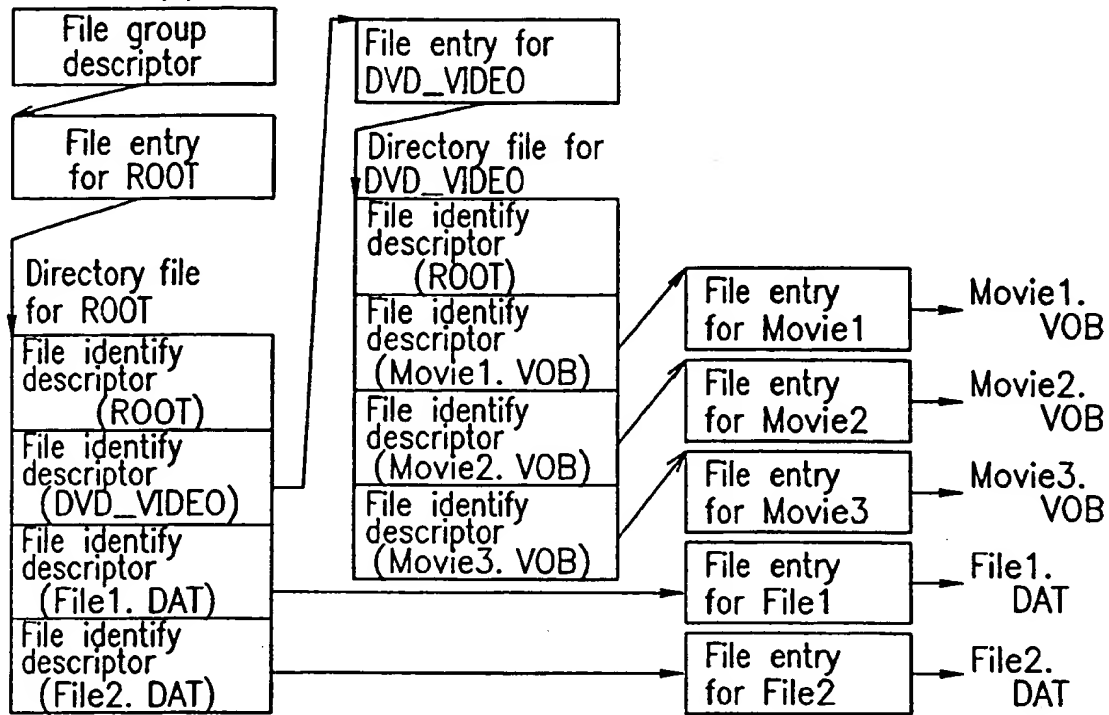 File group
descriptor
File entry
for ROOT
Directory file
for ROOT
File identify
descriptor
(ROOT)
File identify
descriptor
(DVD_VIDEO)
File identify
descriptor
(File1. DAT)
File identify
descriptor
(File2. DAT)
File entry for
DVD_VIDEO
Directory file for
DVD_VIDEO
File identify
descriptor
(ROOT)
File identify
descriptor
(Movie1. VOB)
File identify
descriptor
(Movie2. VOB)
File identify
descriptor
(Movie3. VOB)
File entry
for Movie1
File entry
for Movie2
File entry
for Movie3
File entry
for File1
File entry
for File2
Movie1.
VOB
Movie2.
VOB
Movie3.
VOB
File1.
DAT
File2.
DAT